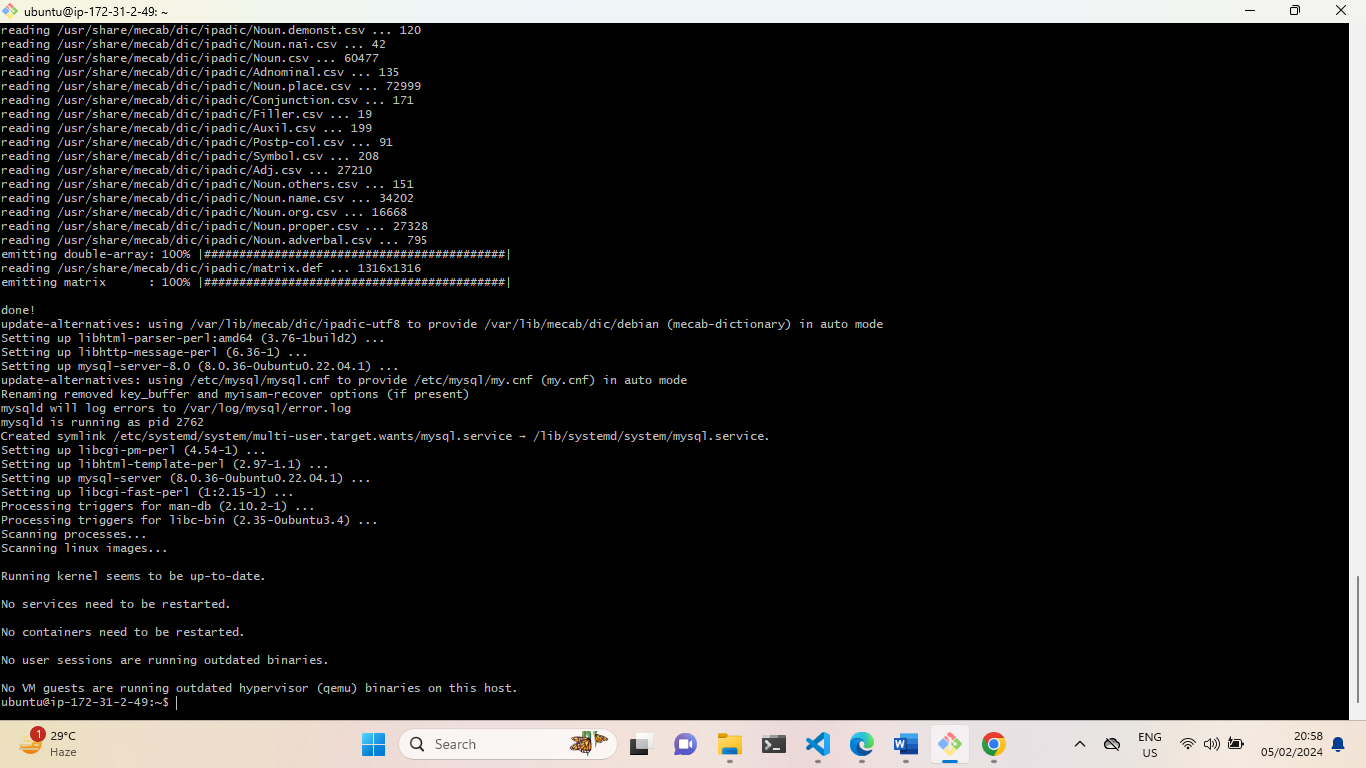 ubuntu@ip-172-31-2-49: ~
reading /usr/share/mecab/dic/ipadic/Noun.demonst.csv ... 120
reading /usr/share/mecab/dic/ipadic/Noun.nai.csv ... 42
reading /usr/share/mecab/dic/ipadic/Noun.csv ... 60477
reading /usr/share/mecab/dic/ipadic/Adnominal.csv ... 135
reading /usr/share/mecab/dic/ipadic/Noun.place.csv ... 72999
reading /usr/share/mecab/dic/ipadic/Conjunction.csv ... 171
reading /usr/share/mecab/dic/ipadic/Filler.csv ... 19
reading /usr/share/mecab/dic/ipadic/Auxil.csv ... 199
reading /usr/share/mecab/dic/ipadic/Postp-col.csv ... 91
reading /usr/share/mecab/dic/ipadic/Symbol.csv ... 208
reading /usr/share/mecab/dic/ipadic/Adj.csv ... 27210
reading /usr/share/mecab/dic/ipadic/Noun.others.csv ... 151
reading /usr/share/mecab/dic/ipadic/Noun.name.csv ... 34202
reading /usr/share/mecab/dic/ipadic/Noun.org.csv ... 16668
reading /usr/share/mecab/dic/ipadic/Noun.proper.csv ... 27328
reading /usr/share/mecab/dic/ipadic/Noun.adverbal.csv ... 795
emitting double-array: 100% |###########################################|
reading /usr/share/mecab/dic/ipadic/matrix.def ... 1316x1316
emitting matrix      : 100% |###########################################|
done!
update-alternatives: using /var/lib/mecab/dic/ipadic-utf8 to provide /var/lib/mecab/dic/debian (mecab-dictionary) in auto mode
Setting up libhtml-parser-perl:amd64 (3.76-1build2) ...
Setting up libhttp-message-perl (6.36-1) ...
Setting up mysql-server-8.0 (8.0.36-0ubuntu0.22.04.1) ...
update-alternatives: using /etc/mysql/mysql.cnf to provide /etc/mysql/my.cnf (my.cnf) in auto mode
Renaming removed key_buffer and myisam-recover options (if present)
mysqld will log errors to /var/log/mysql/error.log
mysqld is running as pid 2762
Created symlink /etc/systemd/system/multi-user.target.wants/mysql.service → /lib/systemd/system/mysql.service.
Setting up libcgi-pm-perl (4.54-1) ...
Setting up libhtml-template-perl (2.97-1.1) ...
Setting up mysql-server (8.0.36-0ubuntu0.22.04.1) ...
Setting up libcgi-fast-perl (1:2.15-1) ...
Processing triggers for man-db (2.10.2-1) ...
Processing triggers for libc-bin (2.35-0ubuntu3.4) ...
Scanning processes...
Scanning linux images...
Running kernel seems to be up-to-date.
No services need to be restarted.
No containers need to be restarted.
No user sessions are running outdated binaries.
No VM guests are running outdated hypervisor (qemu) binaries on this host.
ubuntu@ip-172-31-2-49:~$
1
29°C
Haze
Search
ENG
US
20:58
05/02/2024